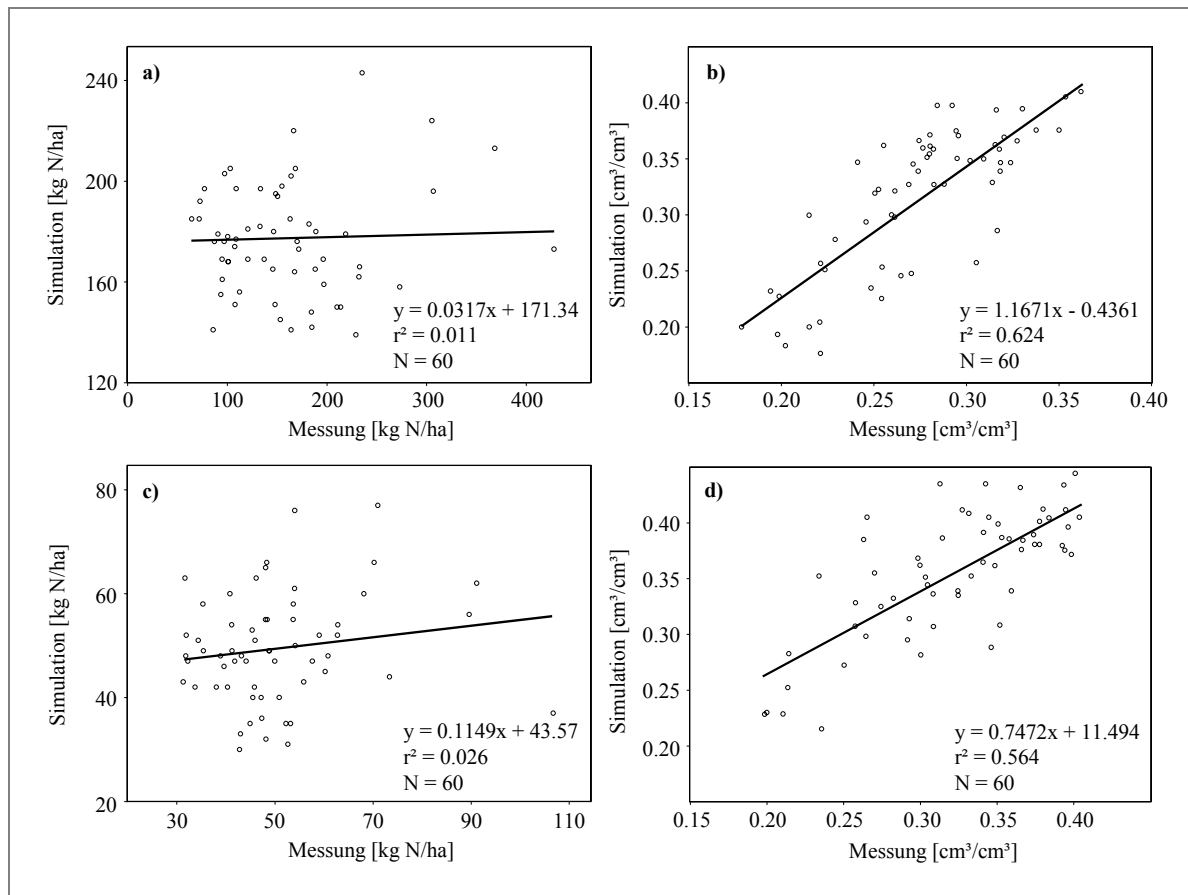 a)
Simulation [kg N/ha]
240
200
160
120
y = 0.0317x + 171.34
r² = 0.011
N = 60
0 100 200 300 400
Messung [kg N/ha]
b)
Simulation [cm³/cm³]
0.40
0.35
0.30
0.25
0.20
y = 1.1671x - 0.4361
r² = 0.624
N = 60
0.15 0.20 0.25 0.30 0.35 0.40
Messung [cm³/cm³]
c)
Simulation [kg N/ha]
80
60
40
20
y = 0.1149x + 43.57
r² = 0.026
N = 60
30 50 70 90 110
Messung [kg N/ha]
d)
Simulation [cm³/cm³]
0.40
0.35
0.30
0.25
0.20
y = 0.7472x + 11.494
r² = 0.564
N = 60
0.15 0.20 0.25 0.30 0.35 0.40
Messung [cm³/cm³]